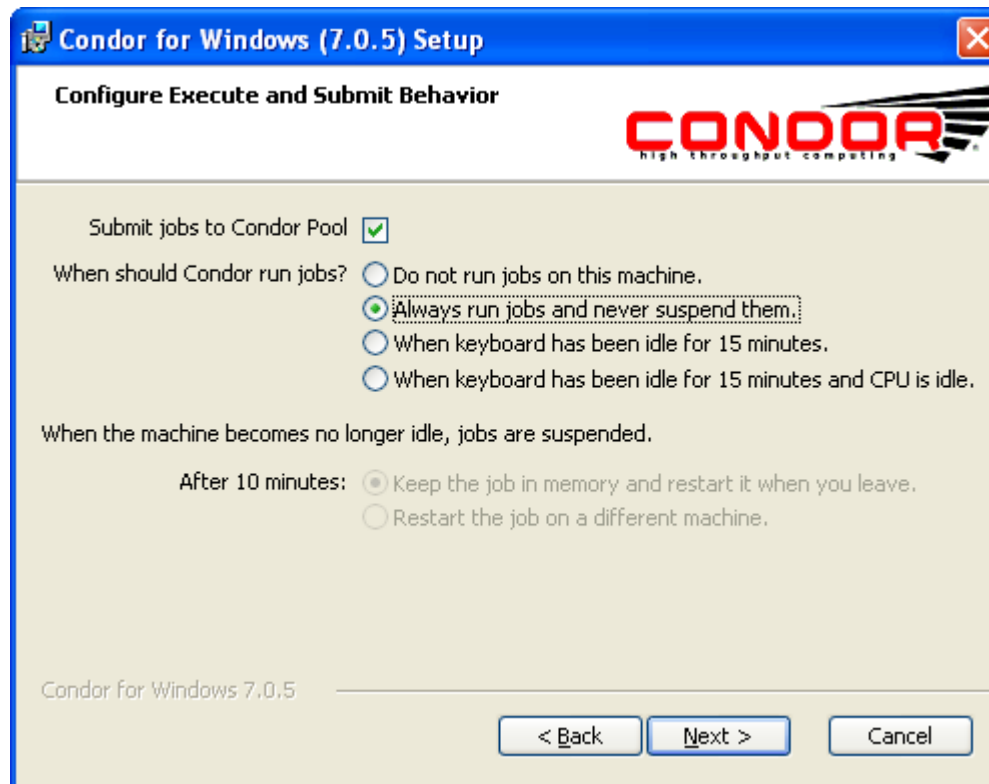 Condor for Windows (7.0.5) Setup
Configure Execute and Submit Behavior
CONDOR
high throughput computing
Submit jobs to Condor Pool
When should Condor run jobs? Do not run jobs on this machine.
Always run jobs and never suspend them.
When keyboard has been idle for 15 minutes.
When keyboard has been idle for 15 minutes and CPU is idle.
When the machine becomes no longer idle, jobs are suspended.
After 10 minutes: Keep the job in memory and restart it when you leave.
Restart the job on a different machine.
Condor for Windows 7.0.5
< Back Next > Cancel